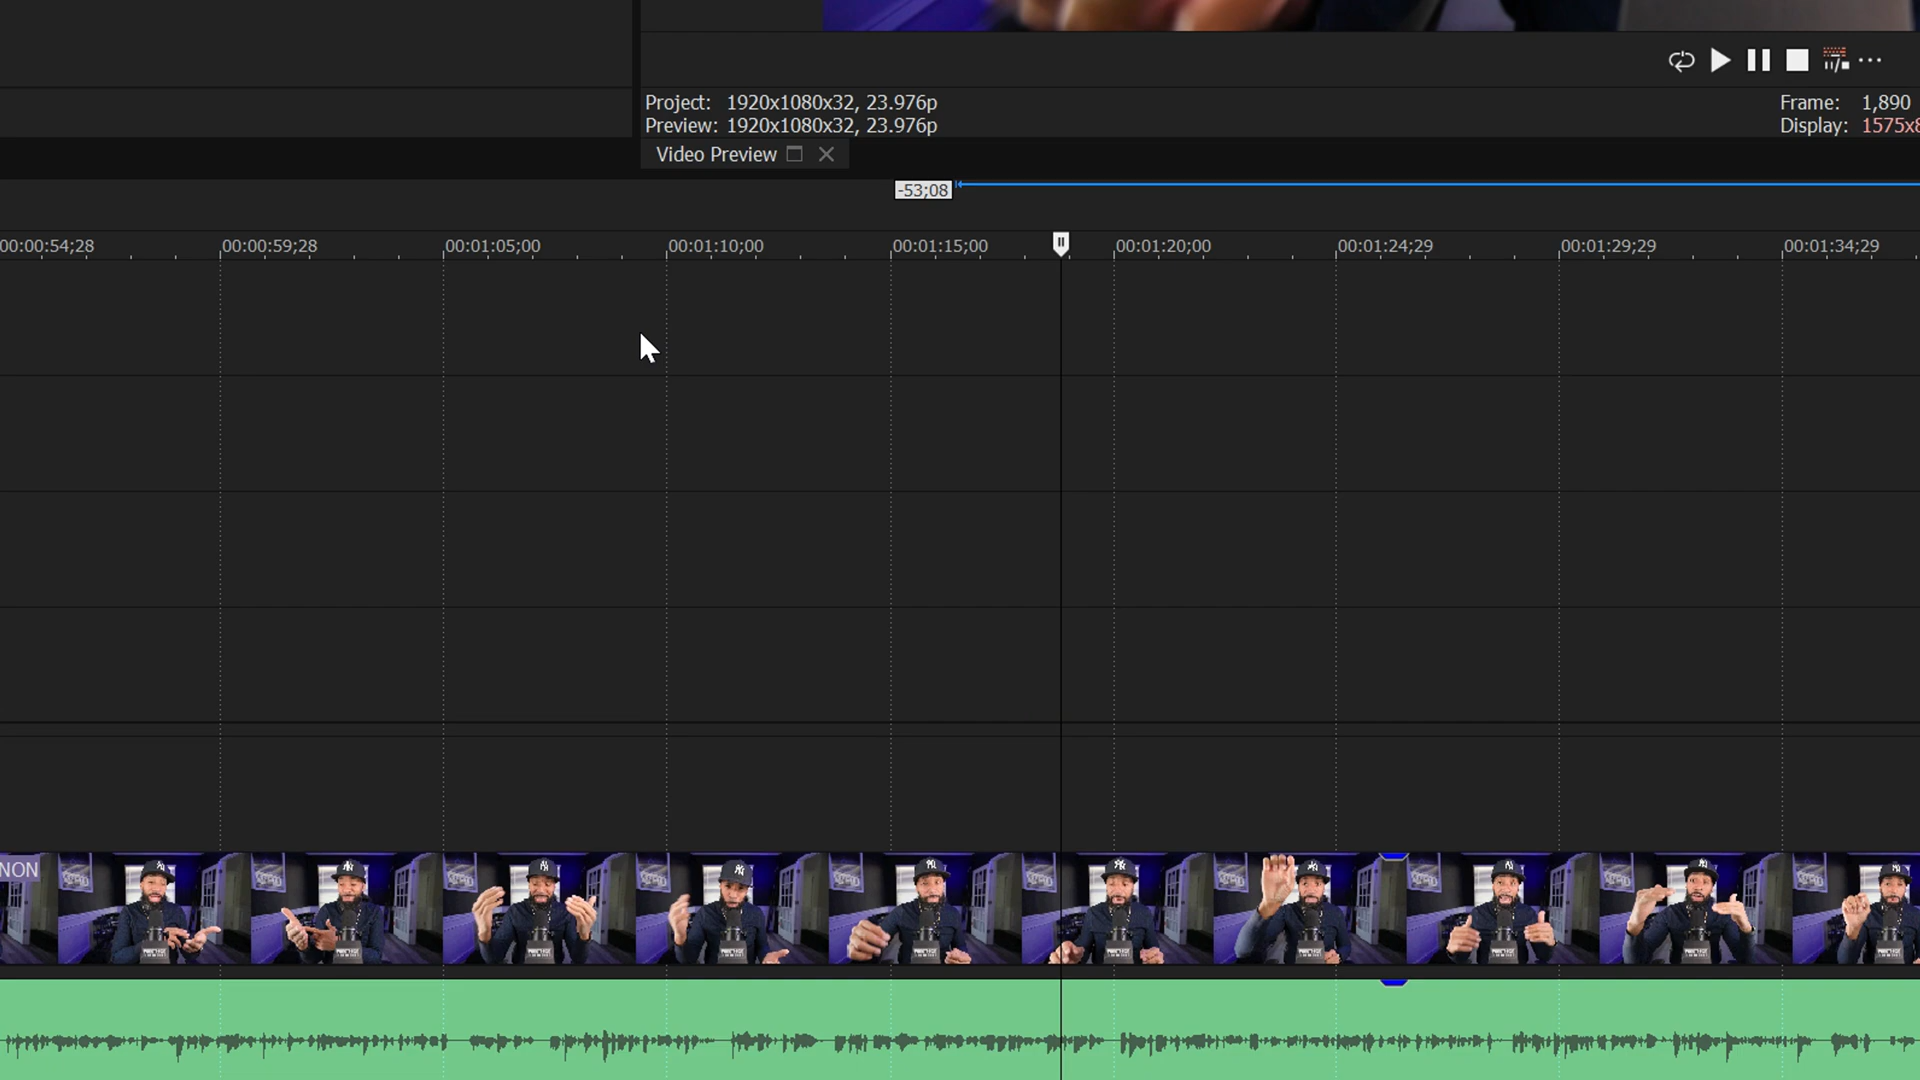 Project: 1920x1080x32, 23.976p
Frame: 1,890
Preview: 1920x1080x32, 23.976p
Display: 1575x8
Video Preview
-53;08
00:00:54;28 00:00:59;28 00:01:05;00 00:01:10;00 00:01:15;00 00:01:20;00 00:01:24;29 00:01:29;29 00:01:34;29
NON